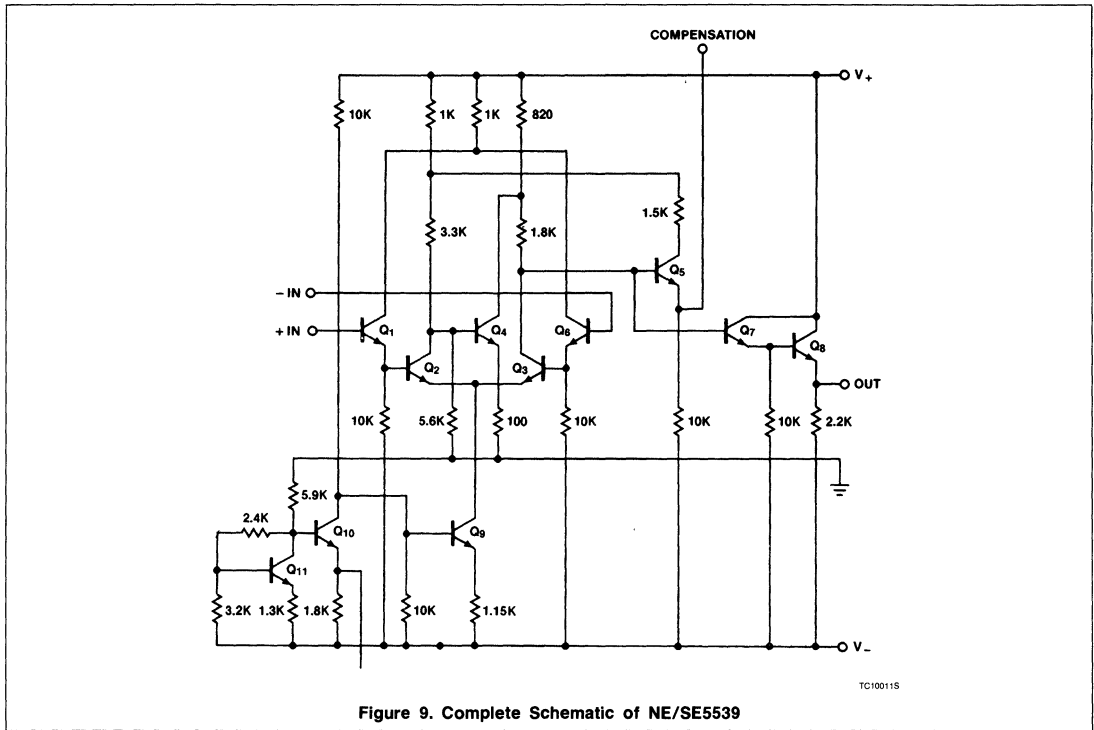 COMPENSATION
V+
10K
1K
1K
820
1.5K
3.3K
1.8K
Q5
− IN
+ IN
Q1
Q4
Q6
Q7
Q8
Q2
Q3
OUT
10K
5.6K
100
10K
10K
10K
2.2K
5.9K
2.4K
Q10
Q9
Q11
3.2K
1.3K
1.8K
10K
1.15K
V−
TC10011S
Figure 9. Complete Schematic of NE/SE5539